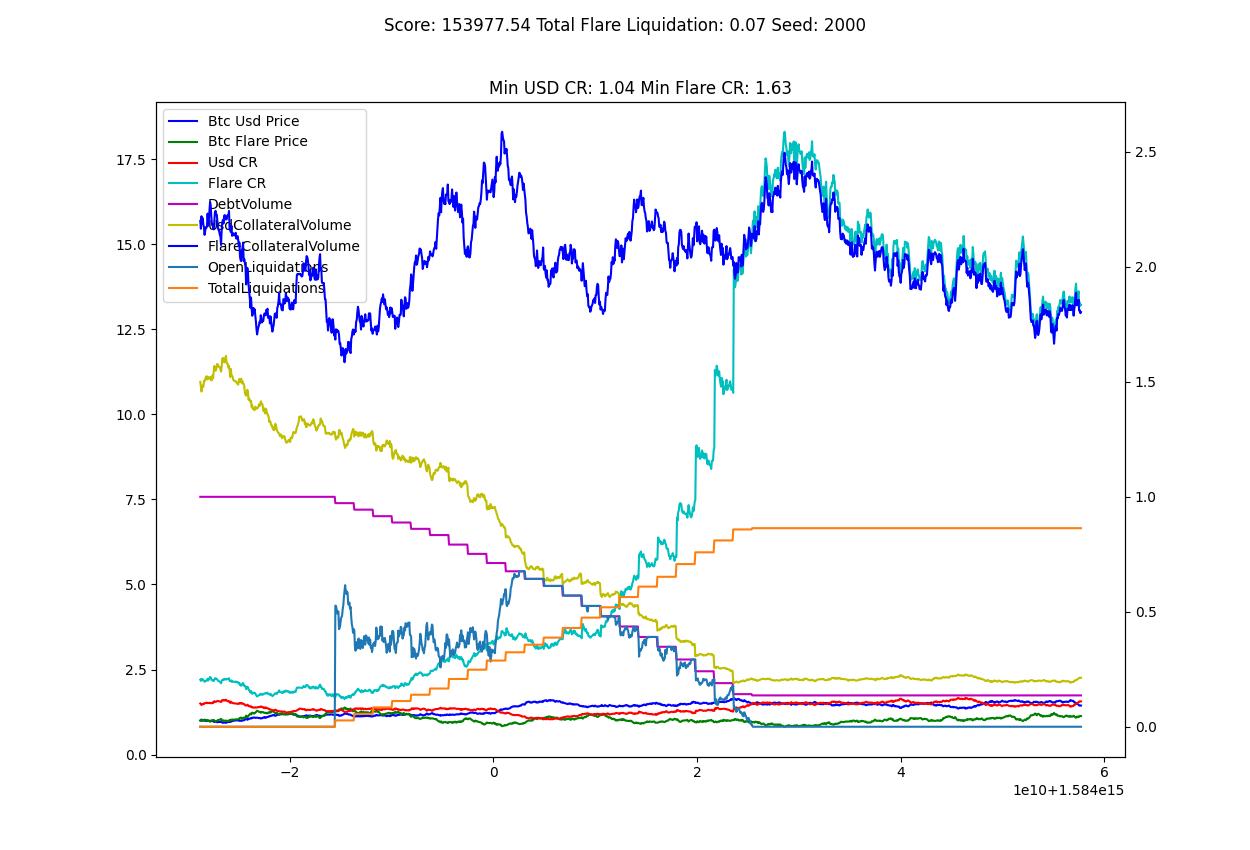 Score: 153977.54 Total Flare Liquidation: 0.07 Seed: 2000
Min USD CR: 1.04 Min Flare CR: 1.63
Btc Usd Price
Btc Flare Price
Usd CR
Flare CR
DebtVolume
UsdCollateralVolume
FlareCollateralVolume
OpenLiquidations
TotalLiquidations
17.5
15.0
12.5
10.0
7.5
5.0
2.5
0.0
2.5
2.0
1.5
1.0
0.5
0.0
−2
0
2
4
6
1e10+1.584e15